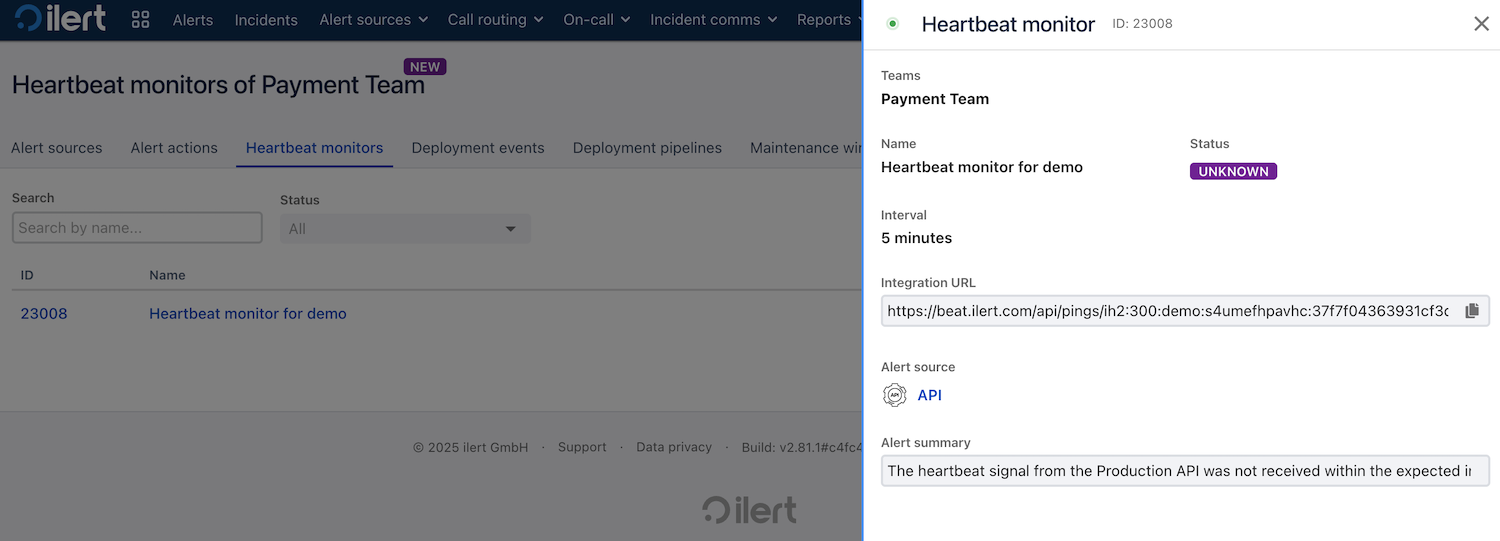 ilert Alerts Incidents Alert sources Call routing On-call Incident comms Reports
Heartbeat monitors of Payment Team NEW
Alert sources Alert actions Heartbeat monitors Deployment events Deployment pipelines Maintenance
Search
Search by name...
Status
All
ID Name
23008 Heartbeat monitor for demo
© 2025 ilert GmbH · Support · Data privacy · Build: v2.81.1#c4fc4
ilert
Heartbeat monitor ID: 23008
Teams
Payment Team
Name
Heartbeat monitor for demo
Status
UNKNOWN
Interval
5 minutes
Integration URL
https://beat.ilert.com/api/pings/ih2:300:demo:s4umefhpavhc:37f7f04363931cf3
Alert source
API API
Alert summary
The heartbeat signal from the Production API was not received within the expected